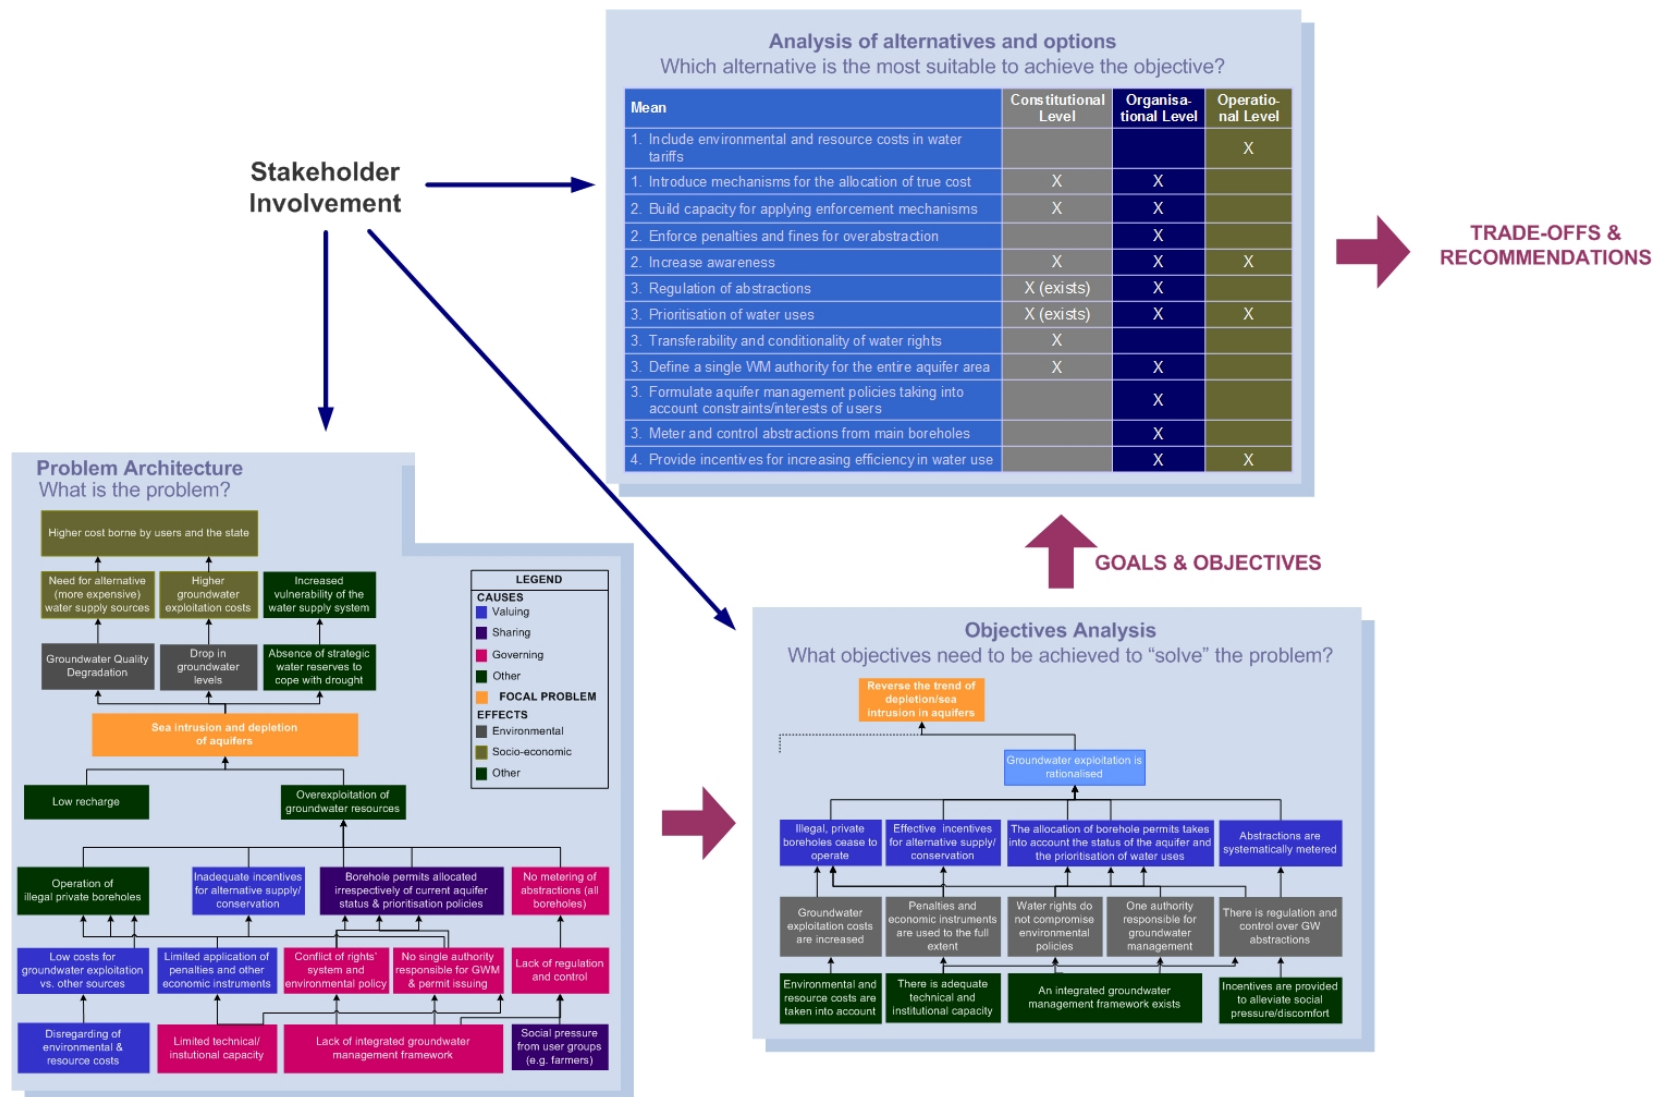 Analysis of alternatives and options
Which alternative is the most suitable to achieve the objective?
Mean
Constitutional
Level
Organisa-
tional Level
Operatio-
nal Level
1. Include environmental and resource costs in water
tariffs
X
1. Introduce mechanisms for the allocation of true cost
X
X
2. Build capacity for applying enforcement mechanisms
X
X
2. Enforce penalties and fines for overabstraction
X
2. Increase awareness
X
X
X
3. Regulation of abstractions
X (exists)
X
3. Prioritisation of water uses
X (exists)
X
X
3. Transferability and conditionality of water rights
X
3. Define a single WM authority for the entire aquifer area
X
X
3. Formulate aquifer management policies taking into
account constraints/interests of users
X
3. Meter and control abstractions from main boreholes
X
4. Provide incentives for increasing efficiency in water use
X
X
Stakeholder
Involvement
TRADE-OFFS &
RECOMMENDATIONS
Problem Architecture
What is the problem?
Higher cost borne by users and the state
Need for alternative
(more expensive)
water supply sources
Higher
groundwater
exploitation costs
Increased
vulnerability of the
water supply system
Groundwater Quality
Degradation
Drop in
groundwater
levels
Absence of strategic
water reserves to
cope with drought
Sea intrusion and depletion
of aquifers
Low recharge
Overexploitation of
groundwater resources
Operation of
illegal private boreholes
Inadequate incentives
for alternative supply/
conservation
Borehole permits allocated
irrespectively of current aquifer
status & prioritisation policies
No metering of
abstractions (all
boreholes)
Low costs for
groundwater exploitation
vs. other sources
Limited application of
penalties and other
economic instruments
Conflict of rights'
system and
environmental policy
No single authority
responsible for GWM
& permit issuing
Lack of regulation
and control
Disregarding of
environmental &
resource costs
Limited technical/
instutional capacity
Lack of integrated groundwater
management framework
Social pressure
from user groups
(e.g. farmers)
LEGEND
CAUSES
Valuing
Sharing
Governing
Other
FOCAL PROBLEM
EFFECTS
Environmental
Socio-economic
Other
GOALS & OBJECTIVES
Objectives Analysis
What objectives need to be achieved to “solve” the problem?
Reverse the trend of
depletion/sea
intrusion in aquifers
Groundwater exploitation is
rationalised
Illegal, private
boreholes cease to
operate
Effective incentives
for alternative supply/
conservation
The allocation of borehole permits takes
into account the status of the aquifer and
the prioritisation of water uses
Abstractions are
systematically metered
Groundwater
exploitation costs
are increased
Penalties and
economic instruments
are used to the full
extent
Water rights do
not compromise
environmental
policies
One authority
responsible for
groundwater
management
There is regulation and
control over GW
abstractions
Environmental and
resource costs are
taken into account
There is adequate
technical and
institutional capacity
An integrated groundwater
management framework exists
Incentives are provided
to alleviate social
pressure/discomfort